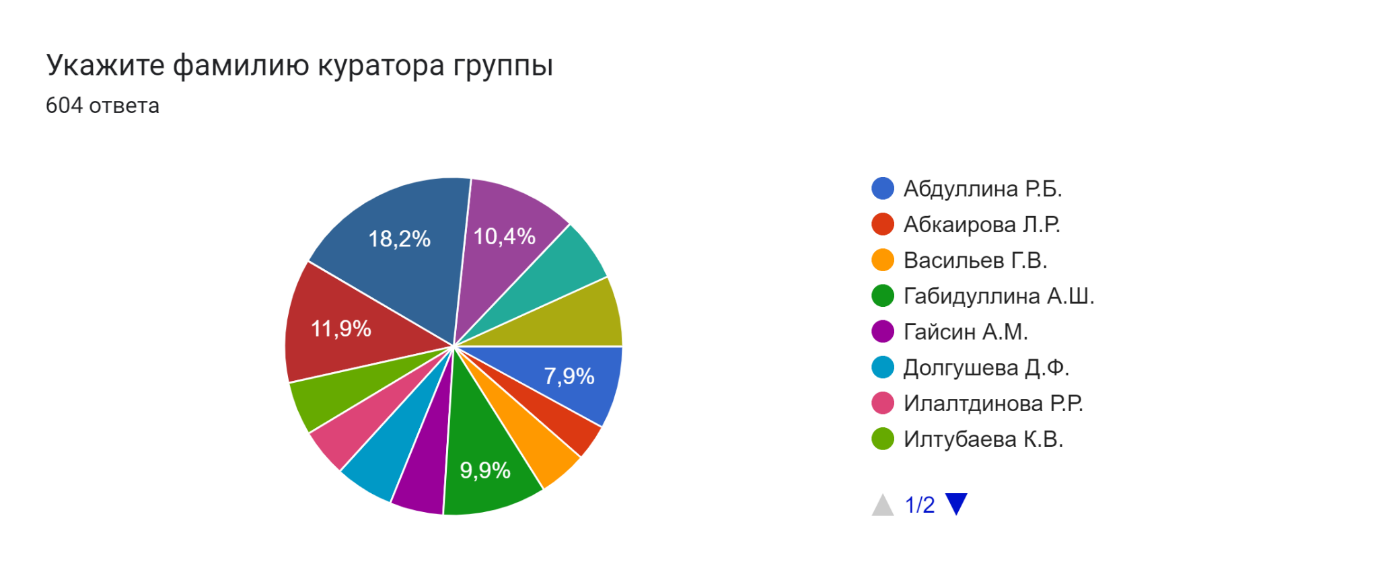 Укажите фамилию куратора группы
604 ответа
18,2%
10,4%
11,9%
7,9%
9,9%
Абдуллина Р.Б.
Абкаирова Л.Р.
Васильев Г.В.
Габидуллина А.Ш.
Гайсин А.М.
Долгушева Д.Ф.
Илалтдинова Р.Р.
Илтубаева К.В.
1/2